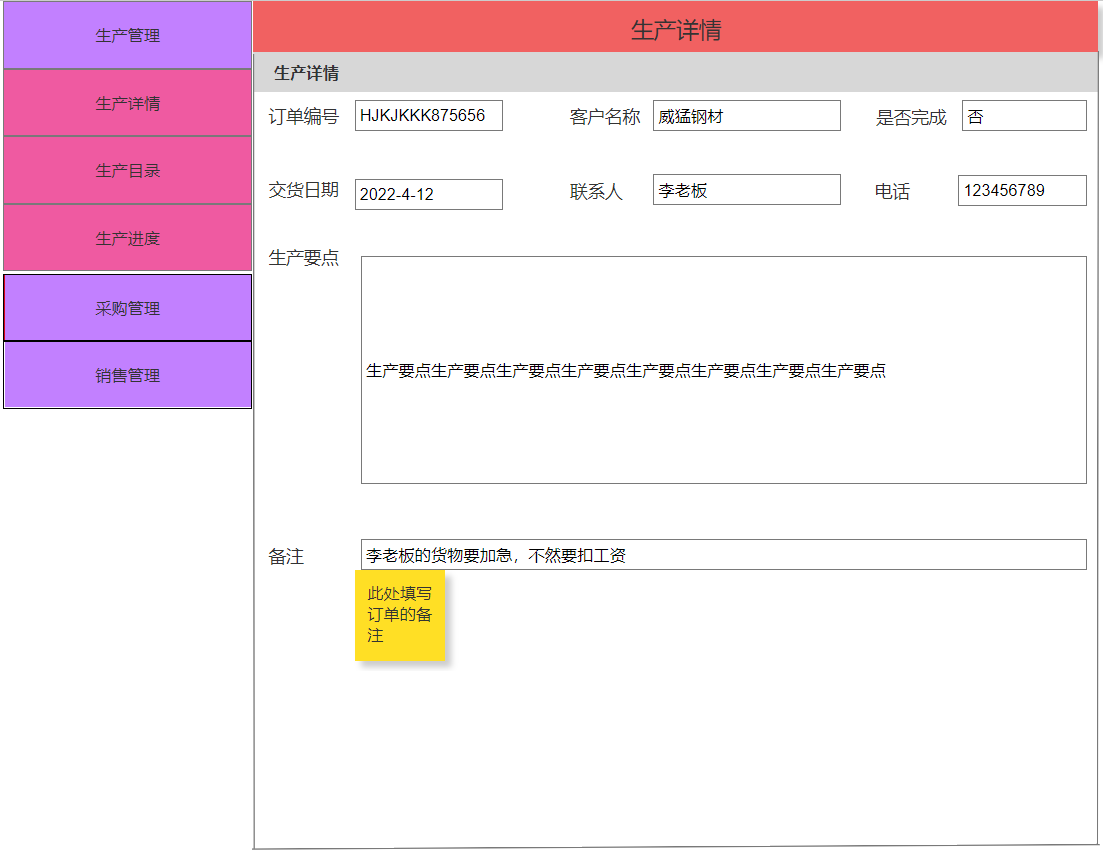 生产管理
生产详情
生产目录
生产进度
采购管理
销售管理
生产详情
生产详情
订单编号 HJKJKKK875656 客户名称 威猛钢材 是否完成 否
交货日期 2022-4-12 联系人 李老板 电话 123456789
生产要点
生产要点生产要点生产要点生产要点生产要点生产要点生产要点生产要点
备注 李老板的货物要加急，不然要扣工资
此处填写
订单的备
注